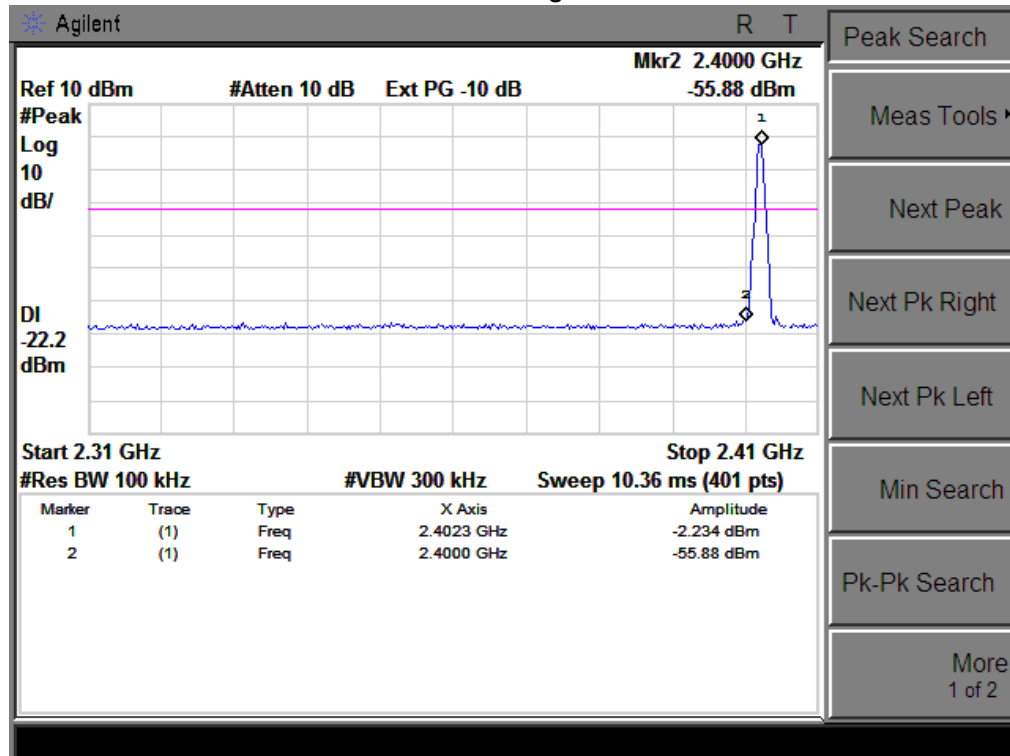 Agilent R T
Peak Search
Mkr2 2.4000 GHz
Ref 10 dBm #Atten 10 dB Ext PG -10 dB -55.88 dBm
#Peak
Log
10
dB/
1
2
DI
-22.2
dBm
Start 2.31 GHz Stop 2.41 GHz
#Res BW 100 kHz #VBW 300 kHz Sweep 10.36 ms (401 pts)
Marker Trace Type X Axis Amplitude
1 (1) Freq 2.4023 GHz -2.234 dBm
2 (1) Freq 2.4000 GHz -55.88 dBm
Meas Tools
Next Peak
Next Pk Right
Next Pk Left
Min Search
Pk-Pk Search
More
1 of 2